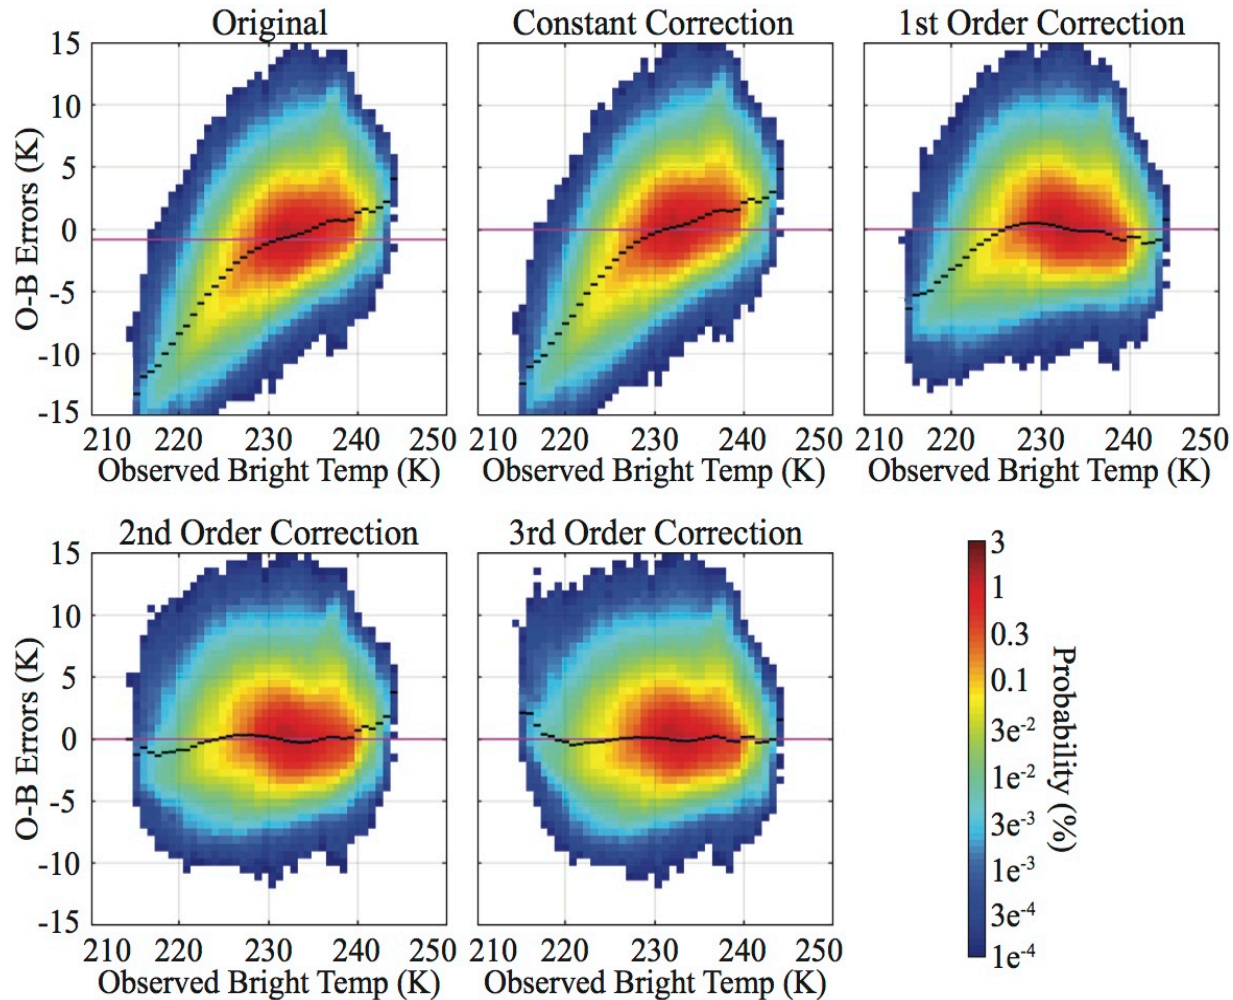 Original
Constant Correction
1st Order Correction
O-B Errors (K)
15
10
5
0
-5
-10
-15
210 220 230 240 250
Observed Bright Temp (K)
210 220 230 240 250
Observed Bright Temp (K)
210 220 230 240 250
Observed Bright Temp (K)
2nd Order Correction
3rd Order Correction
O-B Errors (K)
15
10
5
0
-5
-10
-15
210 220 230 240 250
Observed Bright Temp (K)
210 220 230 240 250
Observed Bright Temp (K)
3
1
0.3
0.1
3e-2
1e-2
3e-3
1e-3
3e-4
1e-4
Probability (%)